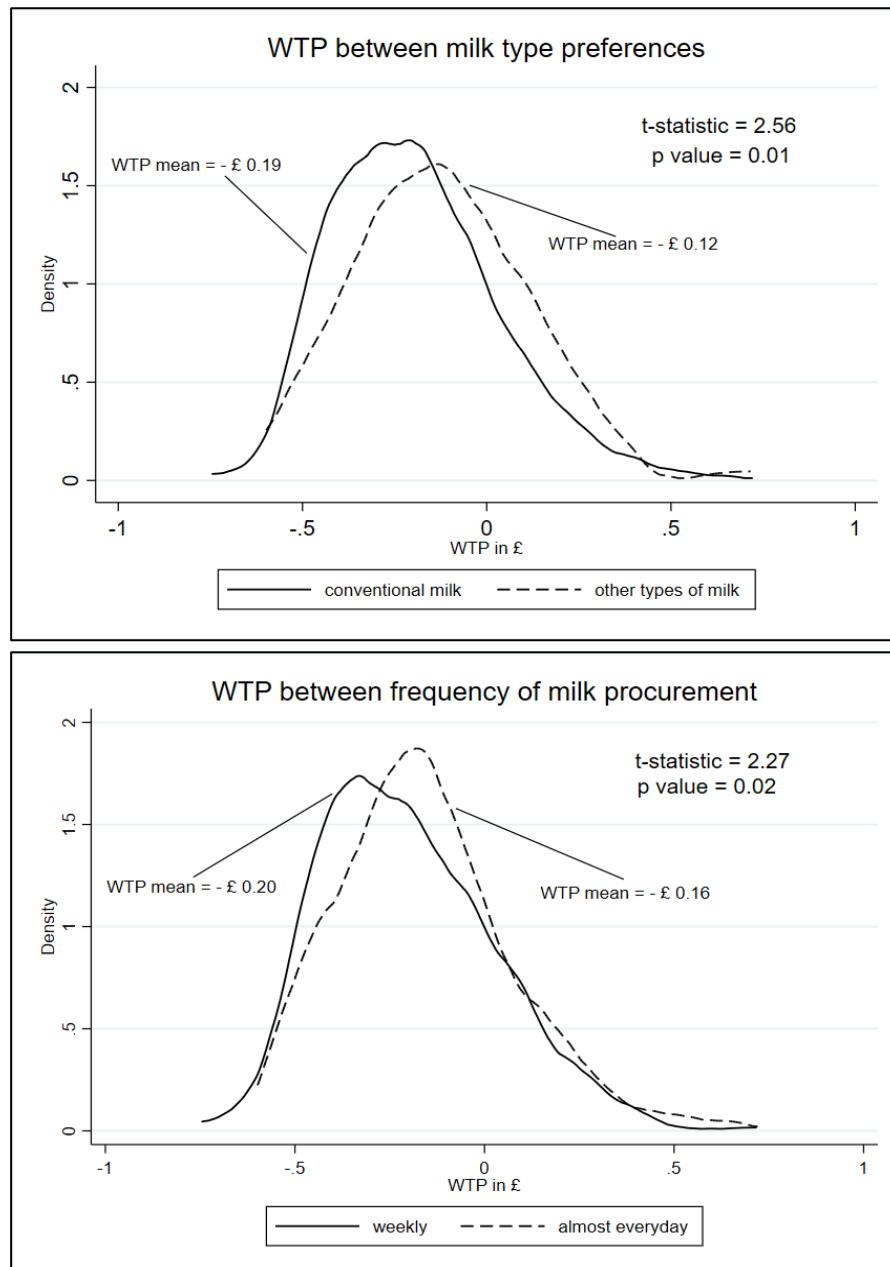 WTP between milk type preferences
2
t-statistic = 2.56
p value = 0.01
WTP mean = - £ 0.19
1.5
WTP mean = - £ 0.12
Density
1
.5
0
-1 -.5 0 .5 1
WTP in £
conventional milk other types of milk
WTP between frequency of milk procurement
2
t-statistic = 2.27
p value = 0.02
1.5
WTP mean = - £ 0.20
WTP mean = - £ 0.16
Density
1
.5
0
-1 -.5 0 .5 1
WTP in £
weekly almost everyday